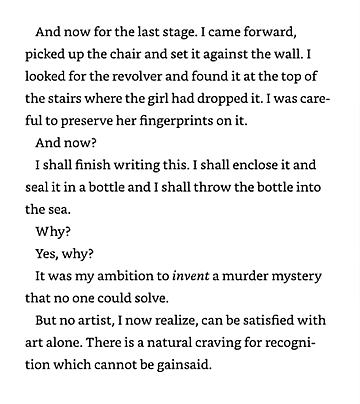 And now for the last stage. I came forward,
picked up the chair and set it against the wall. I
looked for the revolver and found it at the top of
the stairs where the girl had dropped it. I was care-
ful to preserve her fingerprints on it.
And now?
I shall finish writing this. I shall enclose it and
seal it in a bottle and I shall throw the bottle into
the sea.
Why?
Yes, why?
It was my ambition to invent a murder mystery
that no one could solve.
But no artist, I now realize, can be satisfied with
art alone. There is a natural craving for recogni-
tion which cannot be gainsaid.